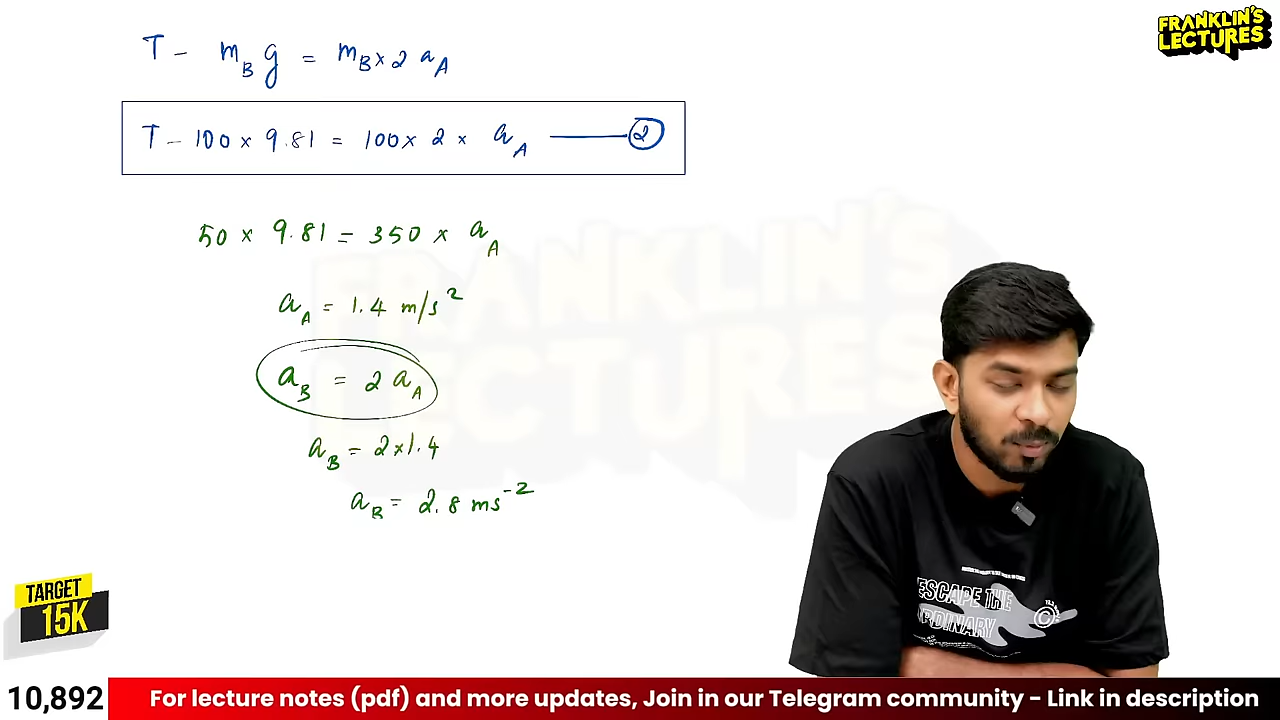 FRANKLIN'S
LECTURES
T - m_B g = m_B × 2 a_A
T - 100 × 9.81 = 100 × 2 × a_A —— ②
50 × 9.81 = 350 × a_A
a_A = 1.4 m/s²
a_B = 2 a_A
a_B = 2×1.4
a_B = 2.8 ms⁻²
FRANKLIN'S
LECTURES
ESCAPE THE
ORDINARY
TARGET
15K
10,892 For lecture notes (pdf) and more updates, Join in our Telegram community - Link in description